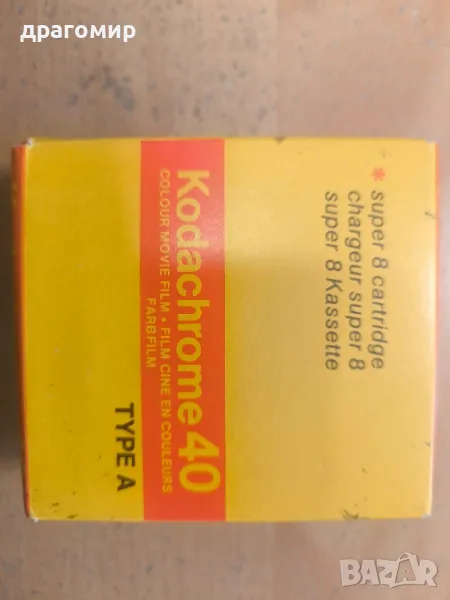 драгомир
* super 8 cartridge
chargeur super 8
super 8 Kassette
Kodachrome 40
COLOUR MOVIE FILM • FILM CINE EN COULEURS
FARBFILM
TYPE A
BAZAR